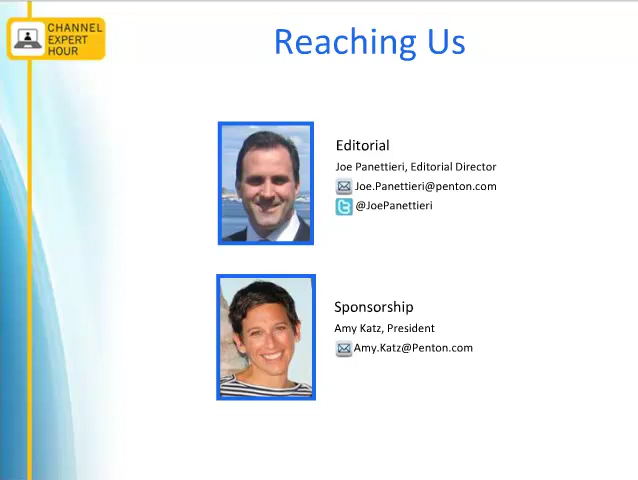 CHANNEL
EXPERT
HOUR
Reaching Us
Editorial
Joe Panettieri, Editorial Director
Joe.Panettieri@penton.com
@JoePanettieri
Sponsorship
Amy Katz, President
Amy.Katz@Penton.com